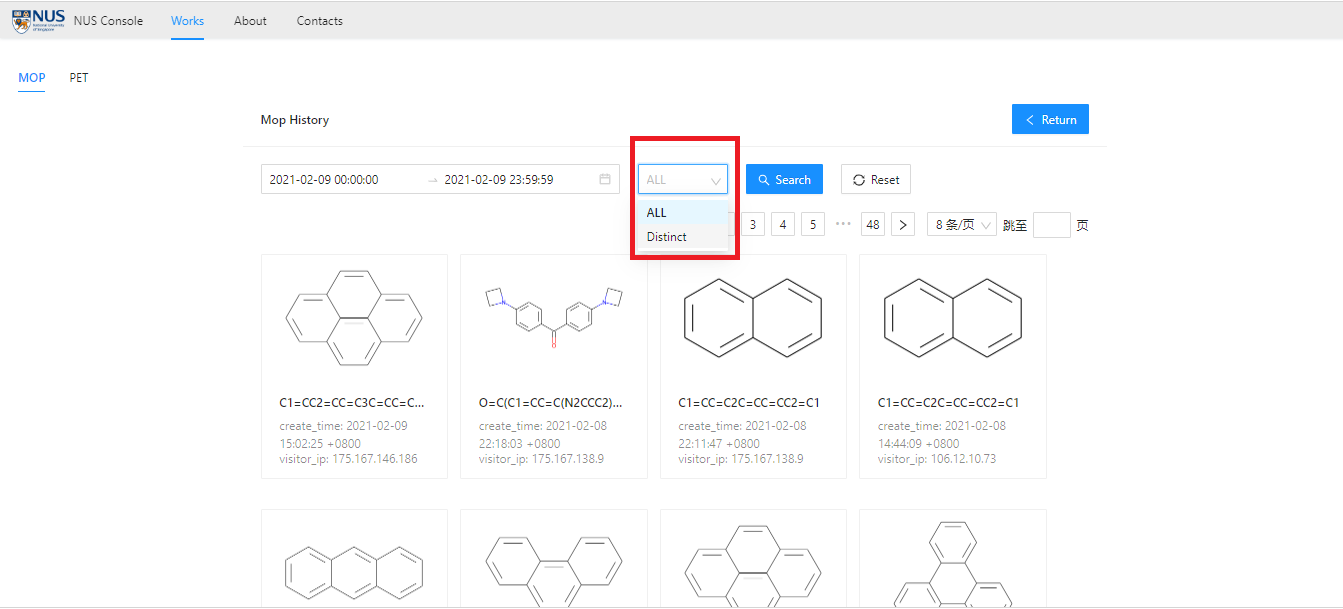 NUS
National University
of Singapore
NUS Console
Works
About
Contacts
MOP
PET
Mop History
Return
2021-02-09 00:00:00
2021-02-09 23:59:59
ALL
Search
Reset
ALL
Distinct
3
4
5
•••
48
8 条/页
跳至
页
C1=CC2=CC=C3C=CC=C...
create_time: 2021-02-09
15:02:25 +0800
visitor_ip: 175.167.146.186
N
N
O
O=C(C1=CC=C(N2CCC2)...
create_time: 2021-02-08
22:18:03 +0800
visitor_ip: 175.167.138.9
C1=CC=C2C=CC=CC2=C1
create_time: 2021-02-08
22:11:47 +0800
visitor_ip: 175.167.138.9
C1=CC=C2C=CC=CC2=C1
create_time: 2021-02-08
14:44:09 +0800
visitor_ip: 106.12.10.73